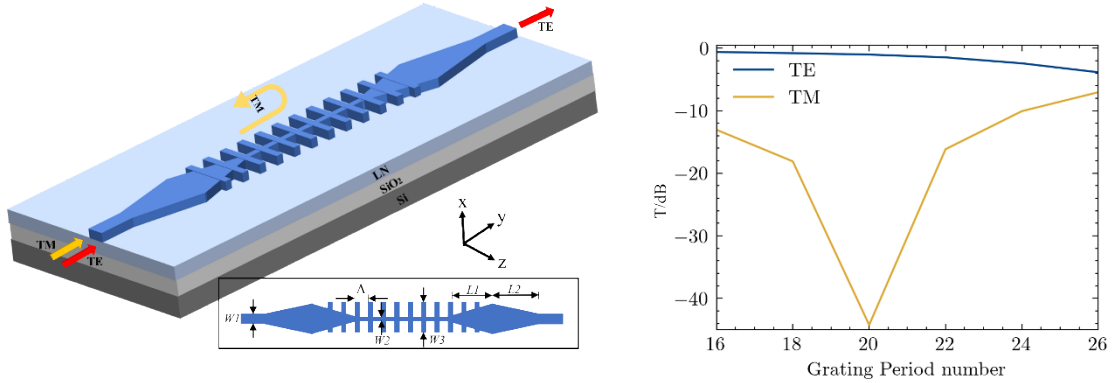 TE
TM
LN
SiO₂
Si
TM
TE
X
y
Z
Λ
L1
L2
W1
W2
W3
0
−10
−20
−30
−40
T/dB
TE
TM
16
18
20
22
24
26
Grating Period number